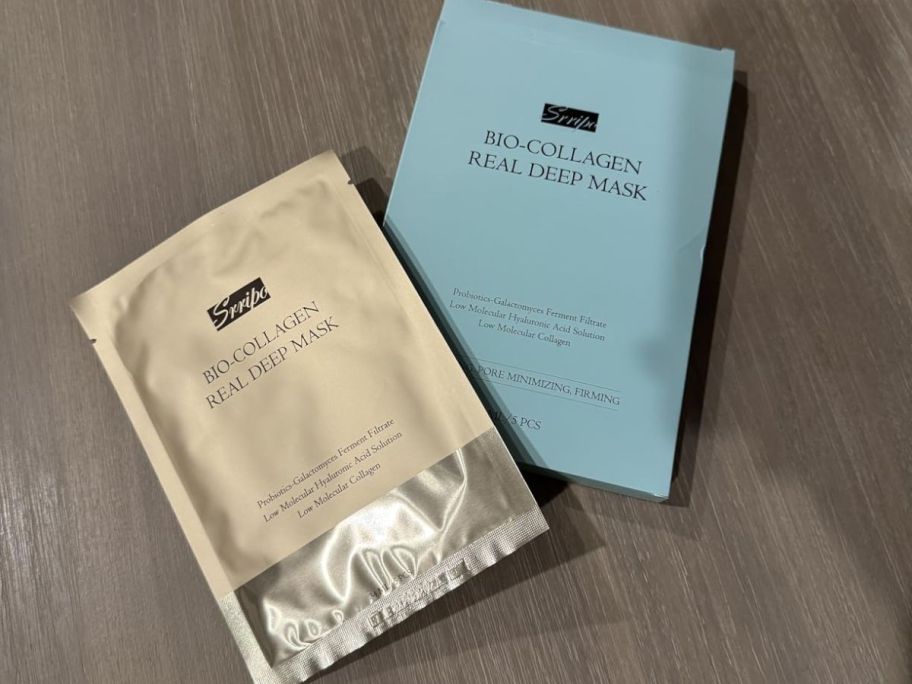 Srripo
BIO-COLLAGEN
REAL DEEP MASK
Probiotics-Galactomyces Ferment Filtrate
Low Molecular Hyaluronic Acid Solution
Low Molecular Collagen
PORE MINIMIZING, FIRMING
/5 PCS
Srripo
BIO-COLLAGEN
REAL DEEP MASK
Probiotics-Galactomyces Ferment Filtrate
Low Molecular Hyaluronic Acid Solution
Low Molecular Collagen